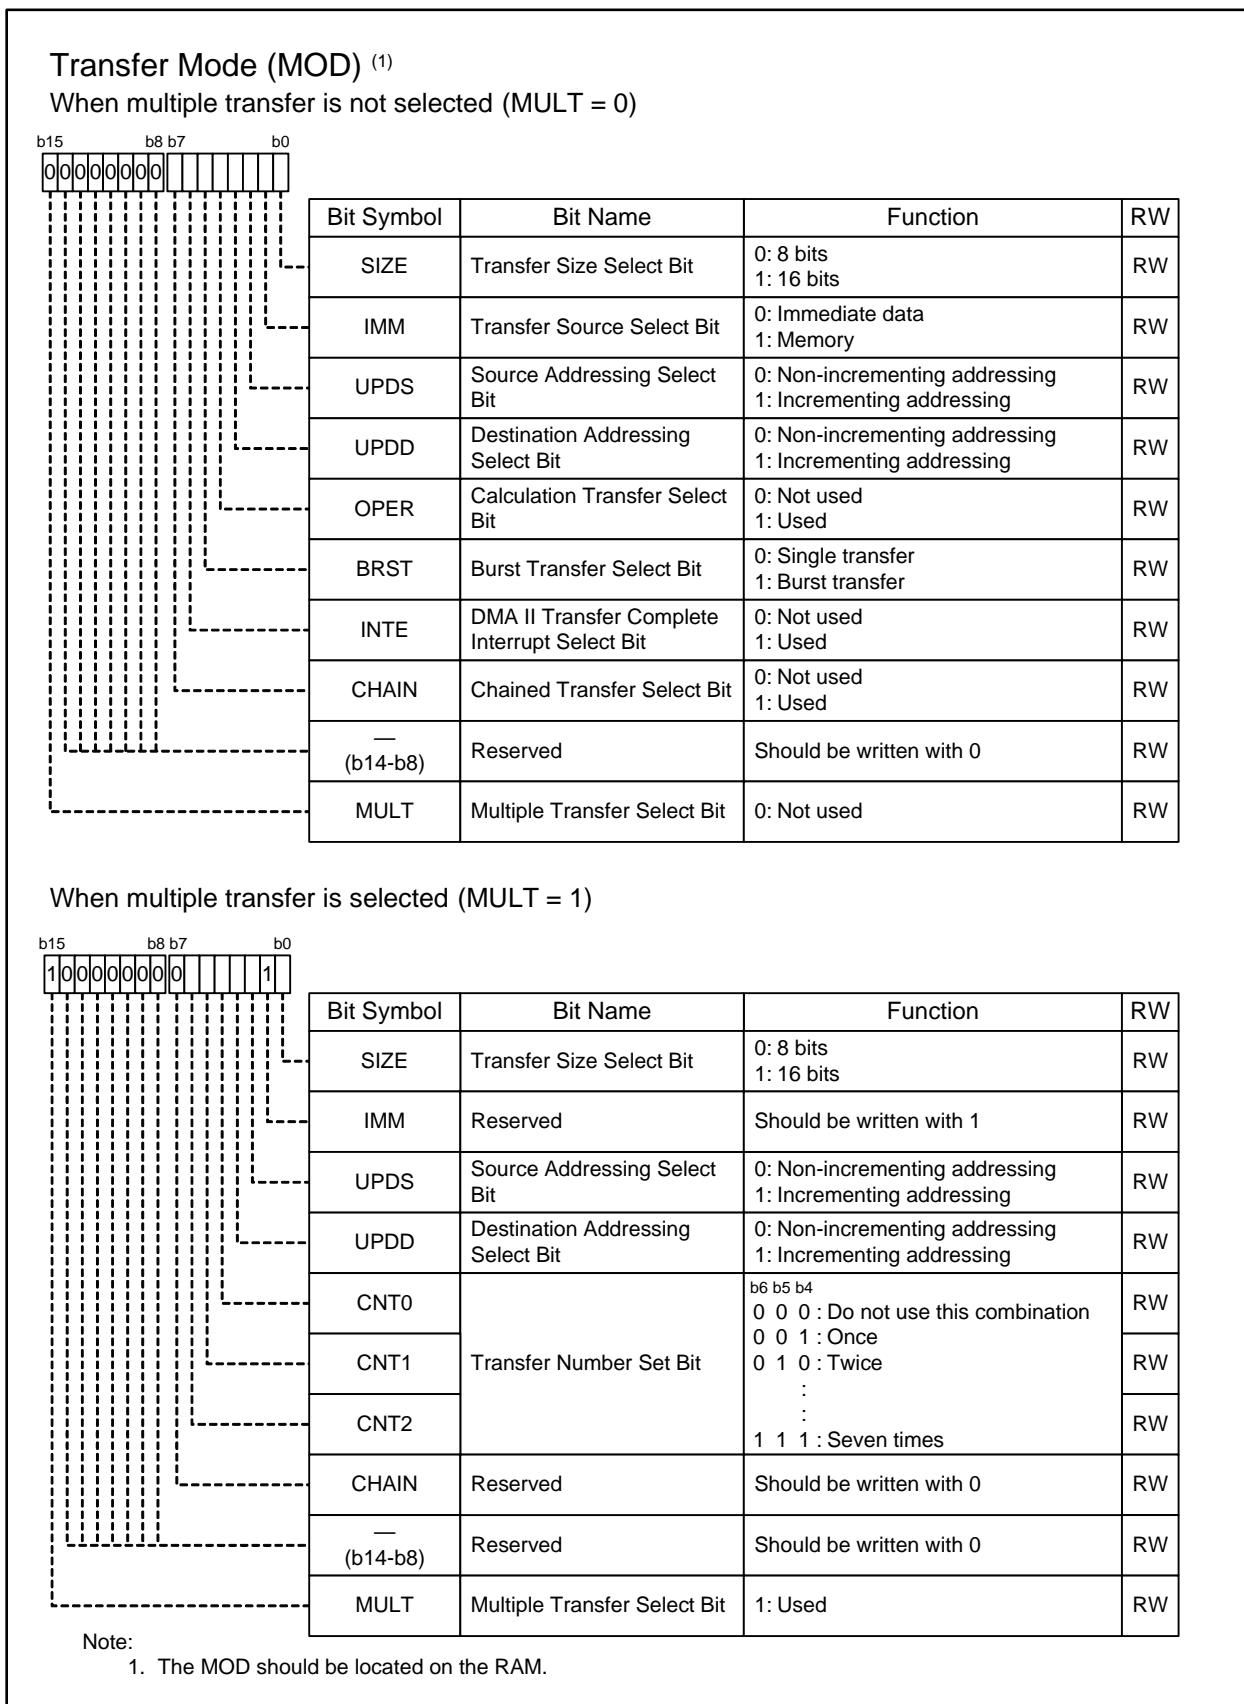 Transfer Mode (MOD) (1)
When multiple transfer is not selected (MULT = 0)
b15 b8 b7 b0
0 0 0 0 0 0 0 0
Bit Symbol Bit Name Function RW
SIZE Transfer Size Select Bit 0: 8 bits RW
1: 16 bits
IMM Transfer Source Select Bit 0: Immediate data RW
1: Memory
UPDS Source Addressing Select 0: Non-incrementing addressing RW
Bit 1: Incrementing addressing
UPDD Destination Addressing 0: Non-incrementing addressing RW
Select Bit 1: Incrementing addressing
OPER Calculation Transfer Select 0: Not used RW
Bit 1: Used
BRST Burst Transfer Select Bit 0: Single transfer RW
1: Burst transfer
INTE DMA II Transfer Complete 0: Not used RW
Interrupt Select Bit 1: Used
CHAIN Chained Transfer Select Bit 0: Not used RW
1: Used
—
(b14-b8) Reserved Should be written with 0 RW
MULT Multiple Transfer Select Bit 0: Not used RW
When multiple transfer is selected (MULT = 1)
b15 b8 b7 b0
1 0 0 0 0 0 0 0 0 1
Bit Symbol Bit Name Function RW
SIZE Transfer Size Select Bit 0: 8 bits RW
1: 16 bits
IMM Reserved Should be written with 1 RW
UPDS Source Addressing Select 0: Non-incrementing addressing RW
Bit 1: Incrementing addressing
UPDD Destination Addressing 0: Non-incrementing addressing RW
Select Bit 1: Incrementing addressing
b6 b5 b4
CNT0 0 0 0 : Do not use this combination RW
0 0 1 : Once
CNT1 Transfer Number Set Bit 0 1 0 : Twice RW
:
CNT2 : RW
1 1 1 : Seven times
CHAIN Reserved Should be written with 0 RW
—
(b14-b8) Reserved Should be written with 0 RW
MULT Multiple Transfer Select Bit 1: Used RW
Note:
1. The MOD should be located on the RAM.